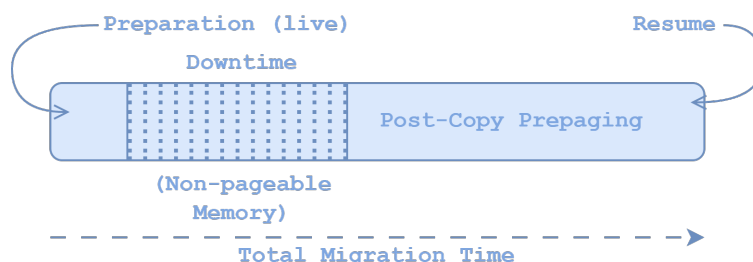 Preparation (live)
Resume
Downtime
Post-Copy Prepaging
(Non-pageable
Memory)
Total Migration Time